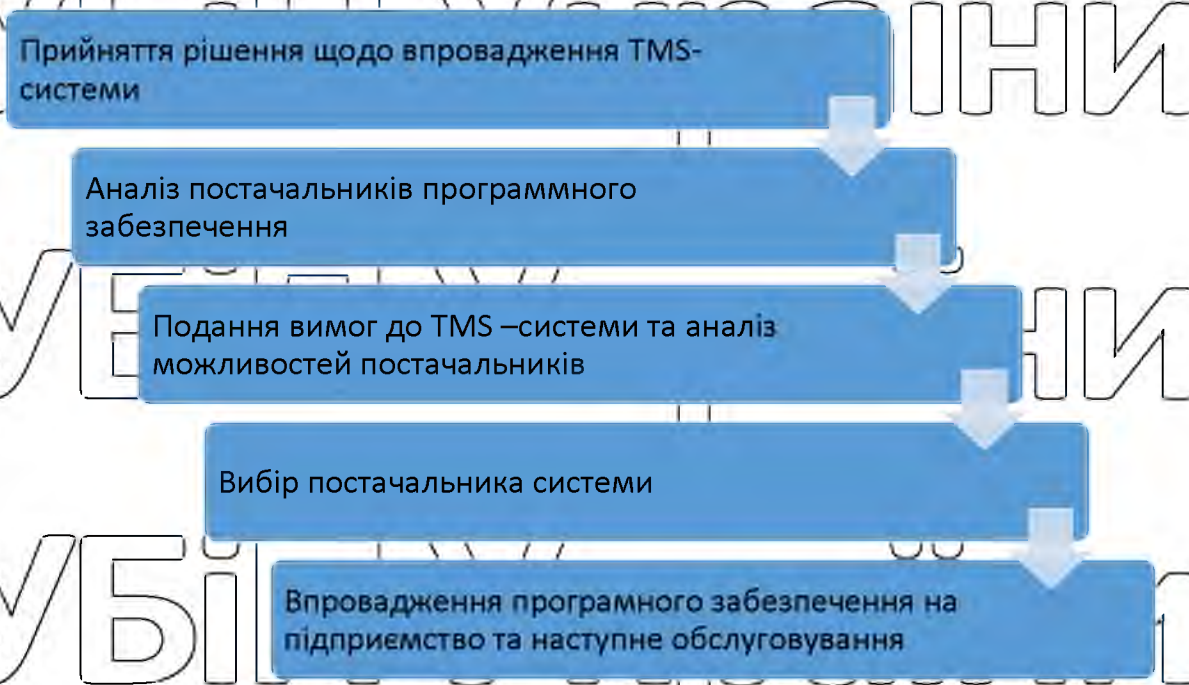 Прийняття рішення щодо впровадження TMS-
системи
Аналіз постачальників программного
забезпечення
Подання вимог до TMS –системи та аналіз
можливостей постачальників
Вибір постачальника системи
Впровадження програмного забезпечення на
підприємство та наступне обслуговування